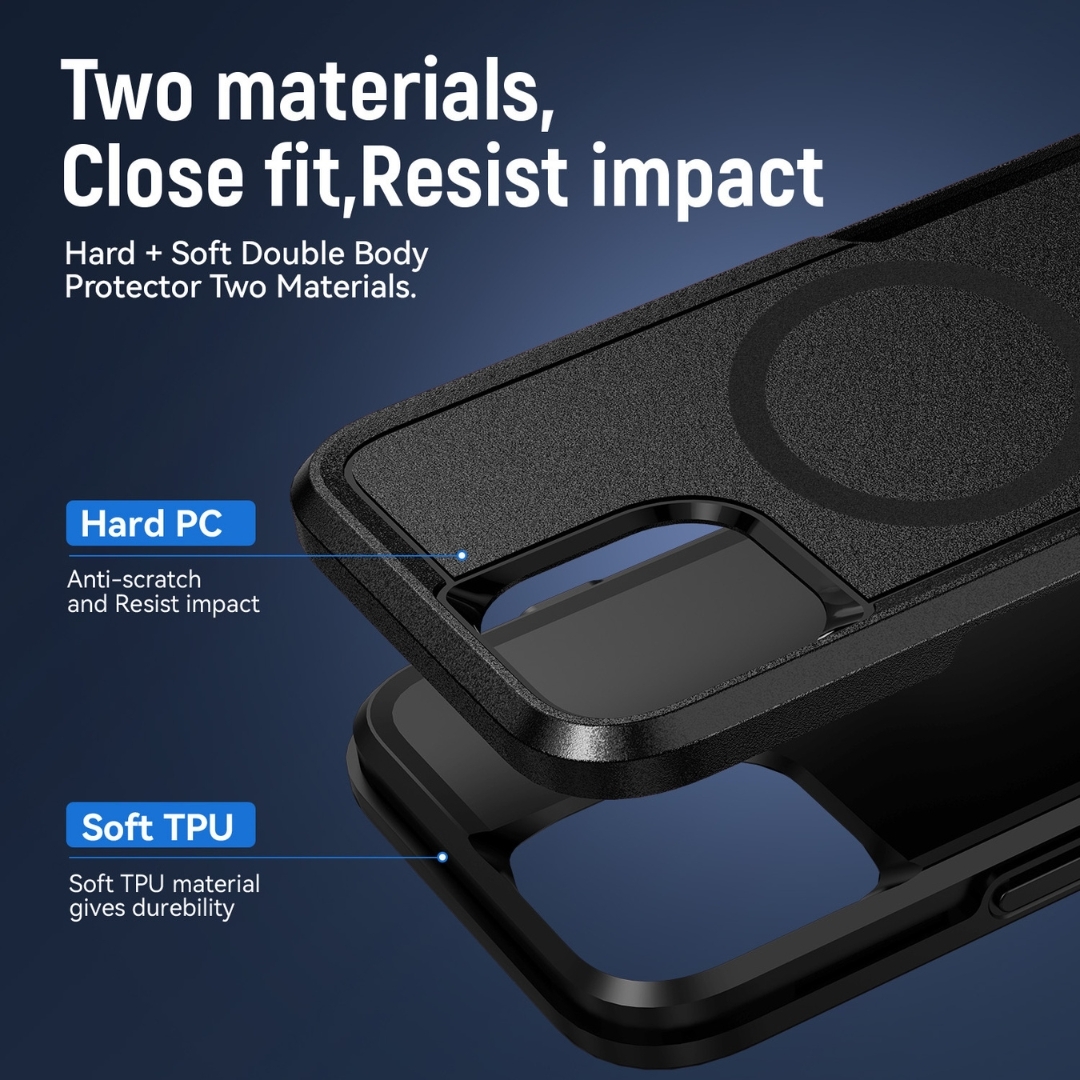 Two materials,
Close fit,Resist impact
Hard + Soft Double Body
Protector Two Materials.
Hard PC
Anti-scratch
and Resist impact
Soft TPU
Soft TPU material
gives durebility